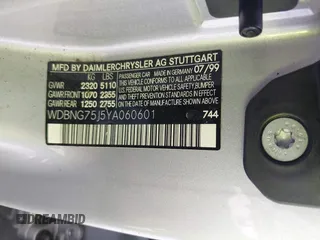 MFD BY DAIMLERCHRYSLER AG STUTTGART
MADE IN GERMANY 07/99
KG LBS
GVWR 2320 5110
GAWR FRONT 1070 2355
GAWR REAR 1250 2755
THIS VEHICLE CONFORMS TO ALL APPLICABLE
U.S. FEDERAL MOTOR VEHICLE SAFETY
BUMPER AND THEFT PREVENTION
STANDARDS IN EFFECT ON THE DATE
OF MANUFACTURE SHOWN ABOVE
WDBNG75J5YA060601 744
PASSENGER CAR
DREAMBID